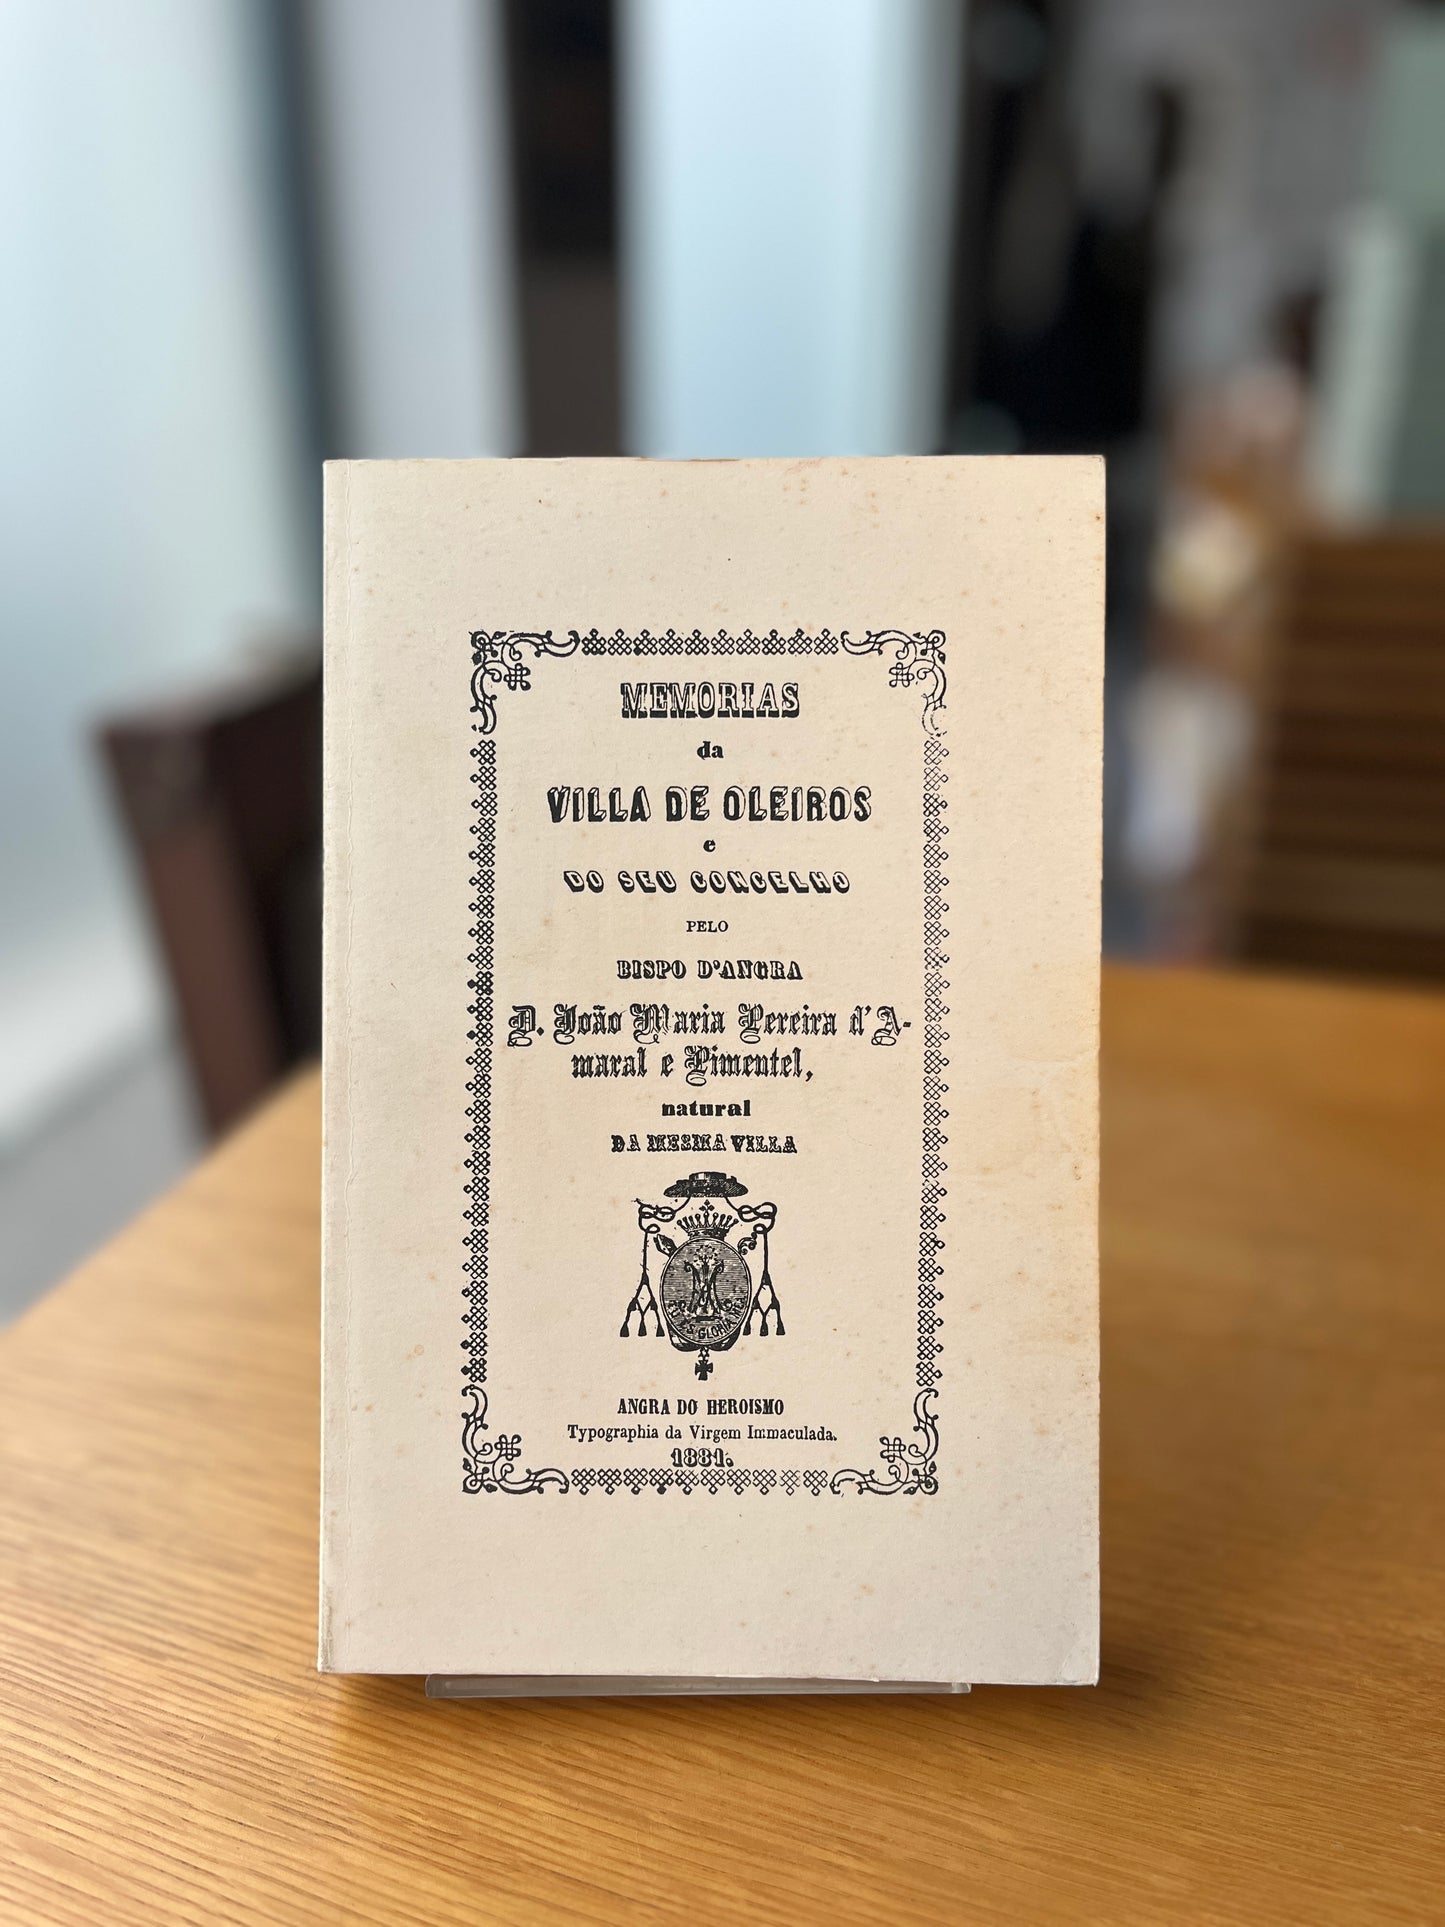 MEMORIAS
da
VILLA DE OLEIROS
e
DO SEU CONCELHO
PELO
BISPO D'ANGRA
D. João Maria Pereira d'A-
maral e Pimentel,
natural
DA MESMA VILLA
ANGRA DO HEROISMO
Typographia da Virgem Immaculada.
1881.